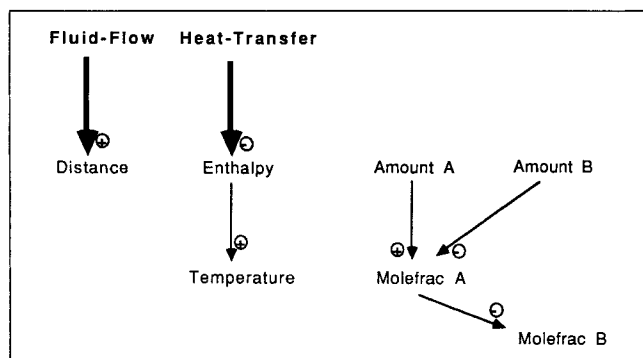 Fluid-Flow Heat-Transfer
+ -
Distance Enthalpy Amount A Amount B
+ + -
Temperature Molefrac A
-
Molefrac B